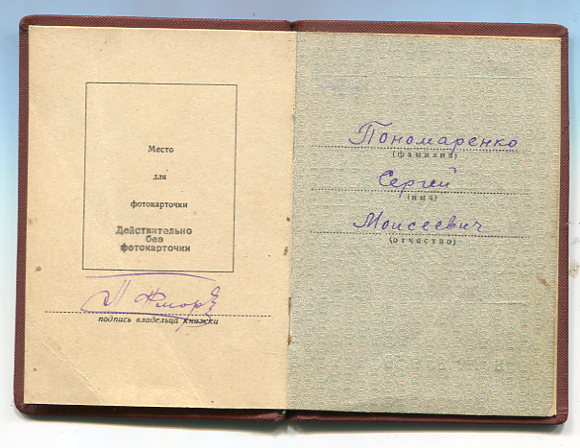 Место
для
фотокарточки
Действительно
без
фотокарточки
подпись владельца книжки
Пономаренко
(фамилия)
Сергей
(имя)
Моисеевич
(отчество)